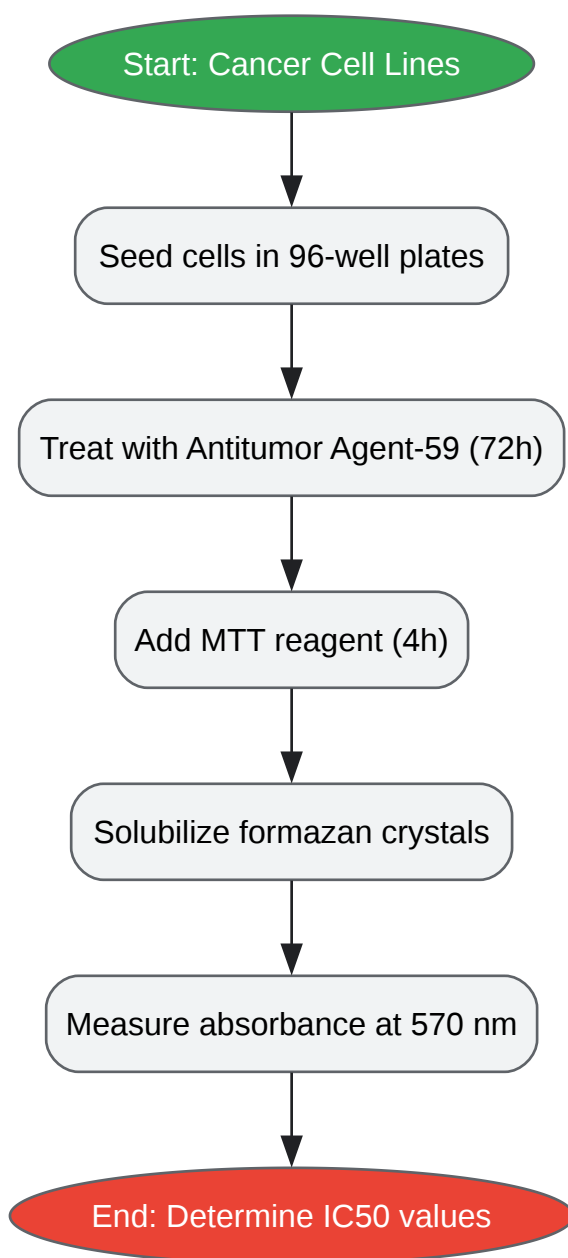 Start: Cancer Cell Lines
Seed cells in 96-well plates
Treat with Antitumor Agent-59 (72h)
Add MTT reagent (4h)
Solubilize formazan crystals
Measure absorbance at 570 nm
End: Determine IC50 values